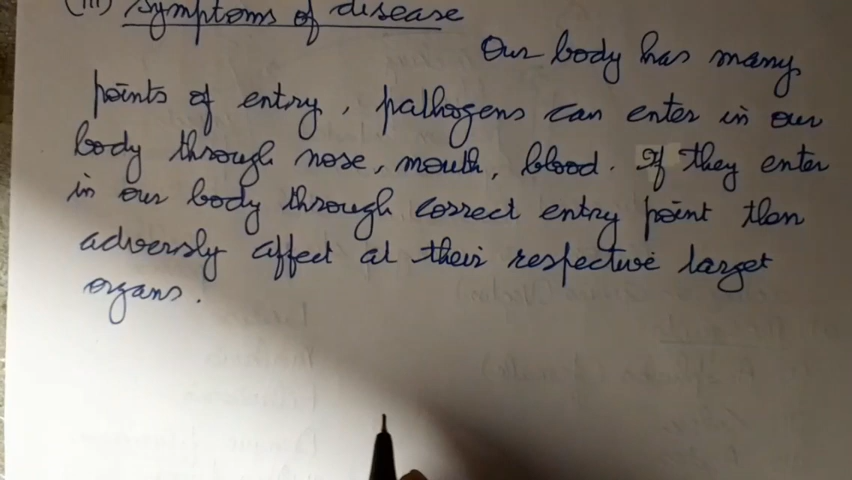 (iii) Symptoms of disease
Our body has many
points of entry, pathogens can enter in our
body through nose, mouth, blood. If they enter
in our body through correct entry point then
adversly affect at their respective target
organs.